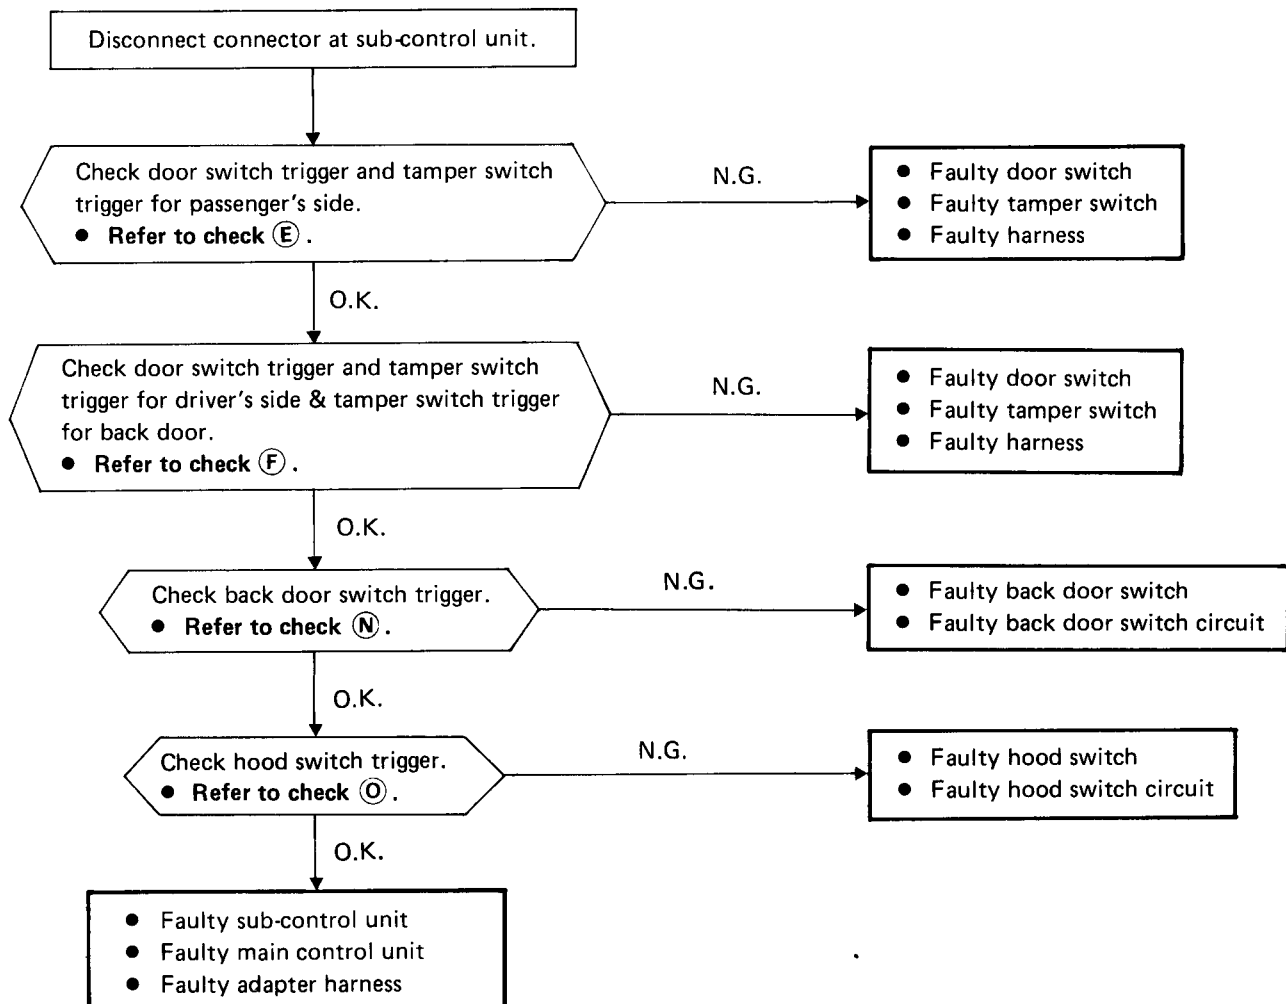 Disconnect connector at sub-control unit.
Check door switch trigger and tamper switch
trigger for passenger's side.
● Refer to check Ⓔ.
N.G.
● Faulty door switch
● Faulty tamper switch
● Faulty harness
O.K.
Check door switch trigger and tamper switch
trigger for driver's side & tamper switch trigger
for back door.
● Refer to check Ⓕ.
N.G.
● Faulty door switch
● Faulty tamper switch
● Faulty harness
O.K.
Check back door switch trigger.
● Refer to check Ⓝ.
N.G.
● Faulty back door switch
● Faulty back door switch circuit
O.K.
Check hood switch trigger.
● Refer to check Ⓞ.
N.G.
● Faulty hood switch
● Faulty hood switch circuit
O.K.
● Faulty sub-control unit
● Faulty main control unit
● Faulty adapter harness